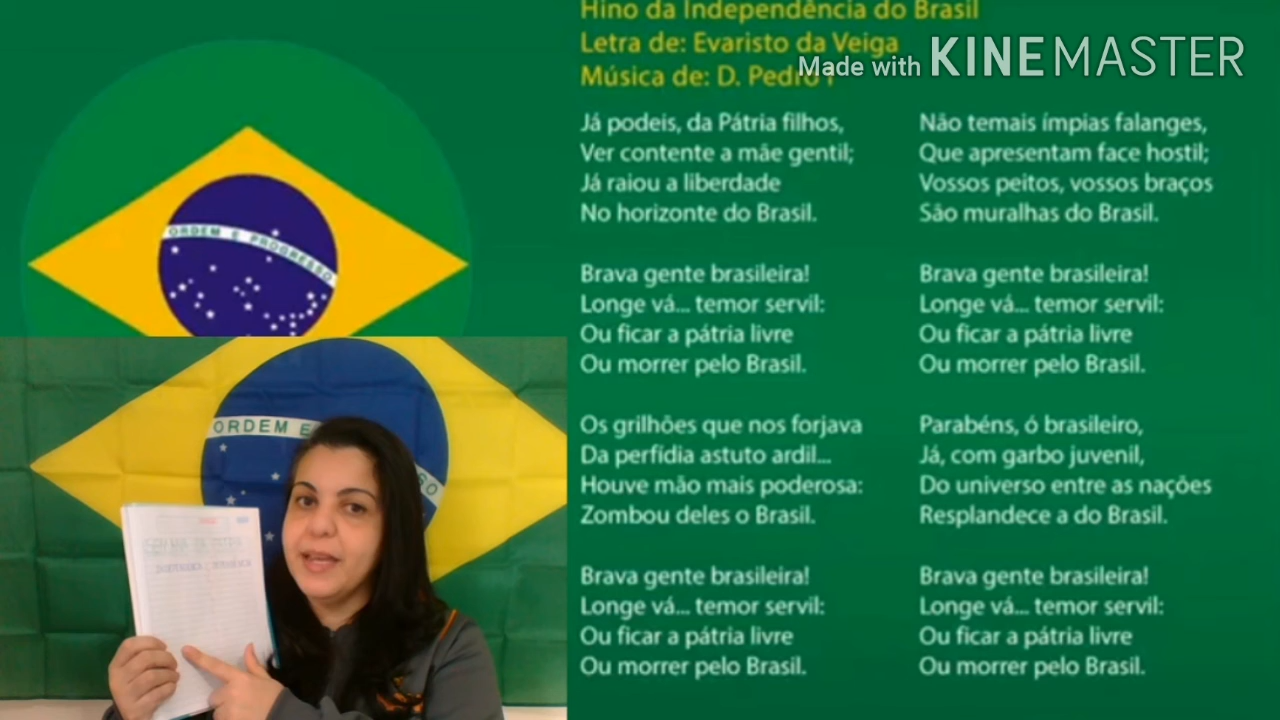 Hino da Independência do Brasil
Letra de: Evaristo da Veiga
Música de: D. Pedro I
Made with KINEMASTER
Já podeis, da Pátria filhos,
Ver contente a mãe gentil;
Já raiou a liberdade
No horizonte do Brasil.
Brava gente brasileira!
Longe vá... temor servil:
Ou ficar a pátria livre
Ou morrer pelo Brasil.
Os grilhões que nos forjava
Da perfídia astuto ardil...
Houve mão mais poderosa:
Zombou deles o Brasil.
Brava gente brasileira!
Longe vá... temor servil:
Ou ficar a pátria livre
Ou morrer pelo Brasil.
Não temais ímpias falanges,
Que apresentam face hostil;
Vossos peitos, vossos braços
São muralhas do Brasil.
Brava gente brasileira!
Longe vá... temor servil:
Ou ficar a pátria livre
Ou morrer pelo Brasil.
Parabéns, ó brasileiro,
Já, com garbo juvenil,
Do universo entre as nações
Resplandece a do Brasil.
Brava gente brasileira!
Longe vá... temor servil:
Ou ficar a pátria livre
Ou morrer pelo Brasil.
ORDEM E PROGRESSO
ORDEM E